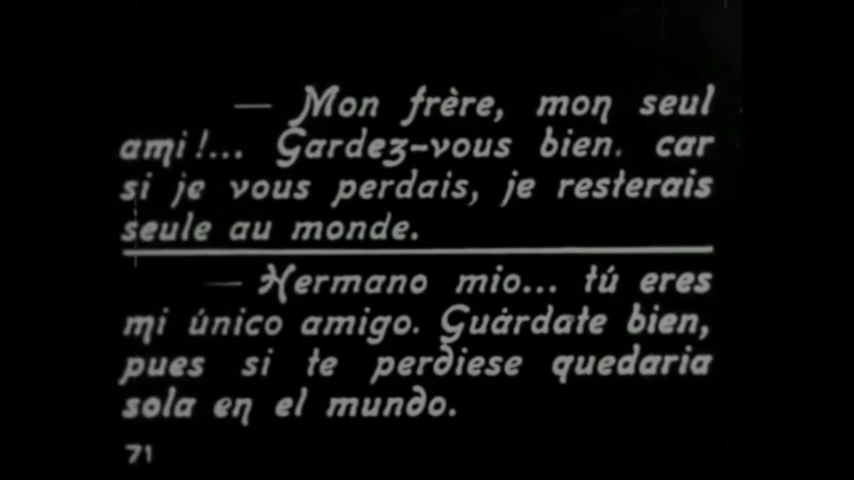 — Mon frère, mon seul
ami!... Gardez-vous bien. car
si je vous perdais, je resterais
seule au monde.
— Hermano mio... tú eres
mi único amigo. Guárdate bien,
pues si te perdiese quedaria
sola en el mundo.
71